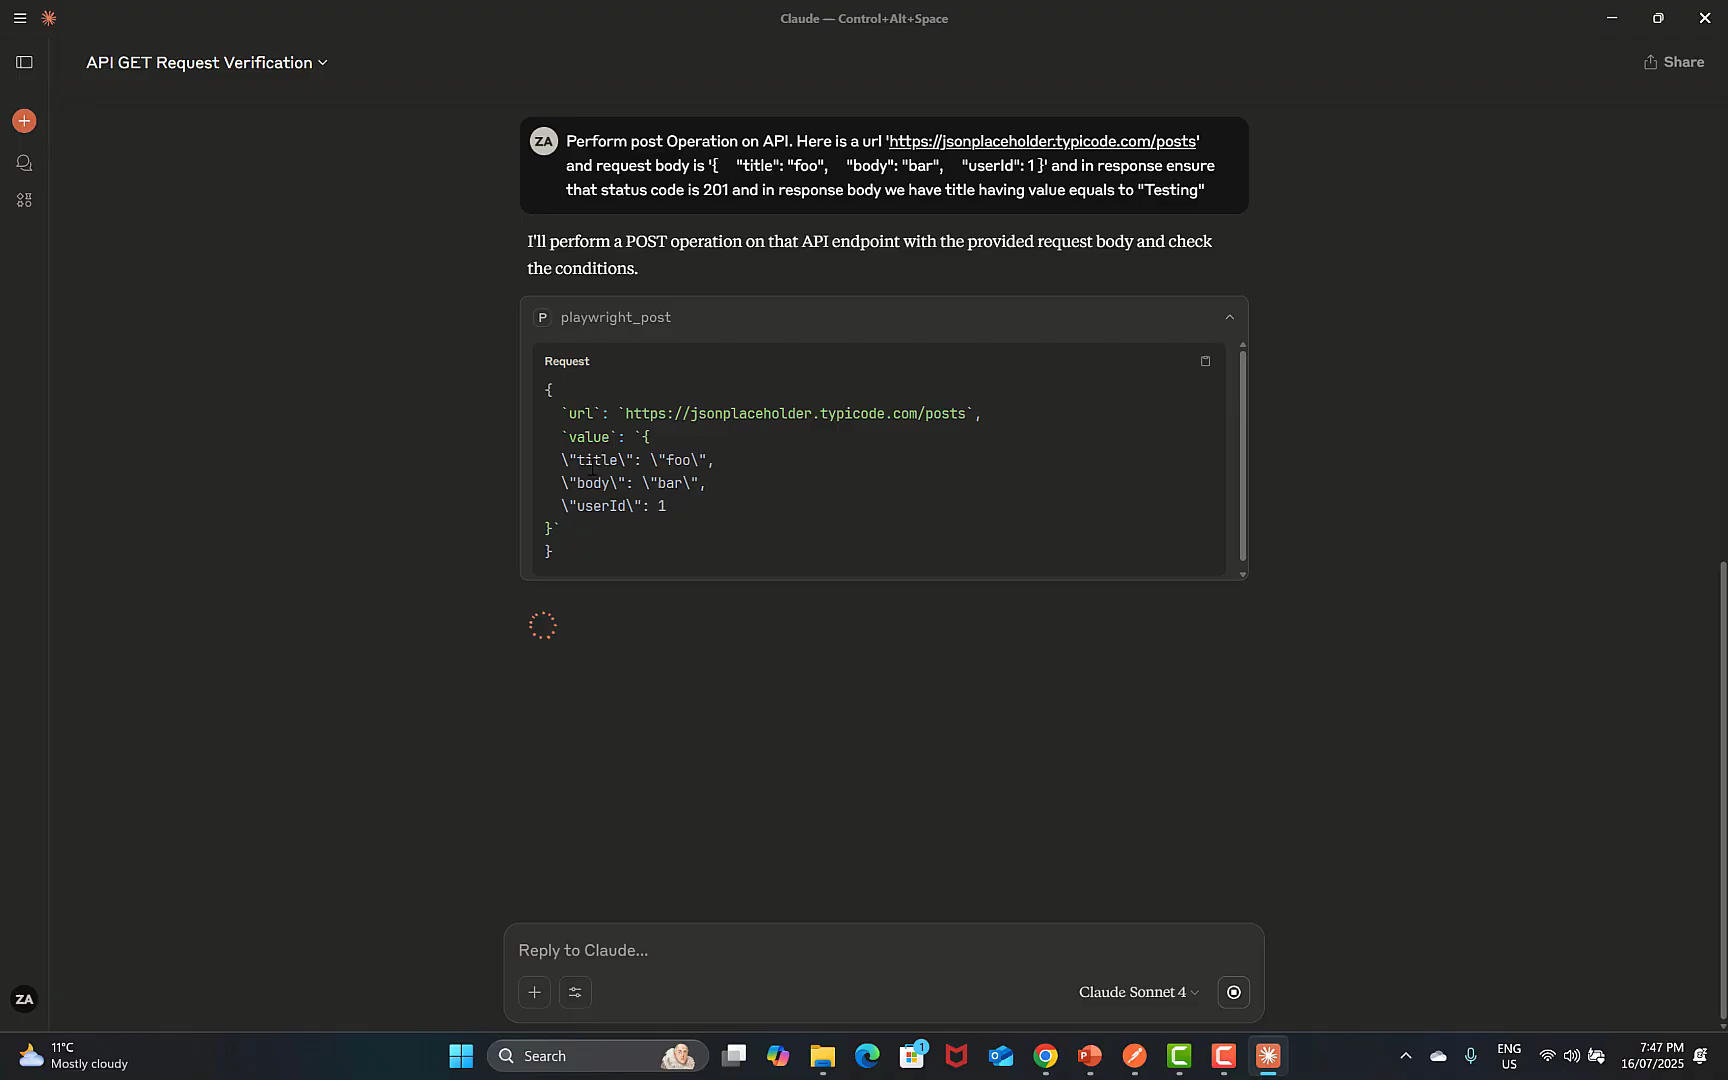 Claude — Control+Alt+Space
API GET Request Verification
Share
ZA
Perform post Operation on API. Here is a url 'https://jsonplaceholder.typicode.com/posts'
and request body is '{    "title": "foo",    "body": "bar",    "userId": 1 }' and in response ensure
that status code is 201 and in response body we have title having value equals to "Testing"
I'll perform a POST operation on that API endpoint with the provided request body and check
the conditions.
P playwright_post
Request
{
`url`: `https://jsonplaceholder.typicode.com/posts`,
`value`: `{
\"title\": \"foo\",
\"body\": \"bar\",
\"userId\": 1
}`
}
Reply to Claude...
Claude Sonnet 4
ZA
11°C
Mostly cloudy
Search
1
ENG
US
7:47 PM
16/07/2025